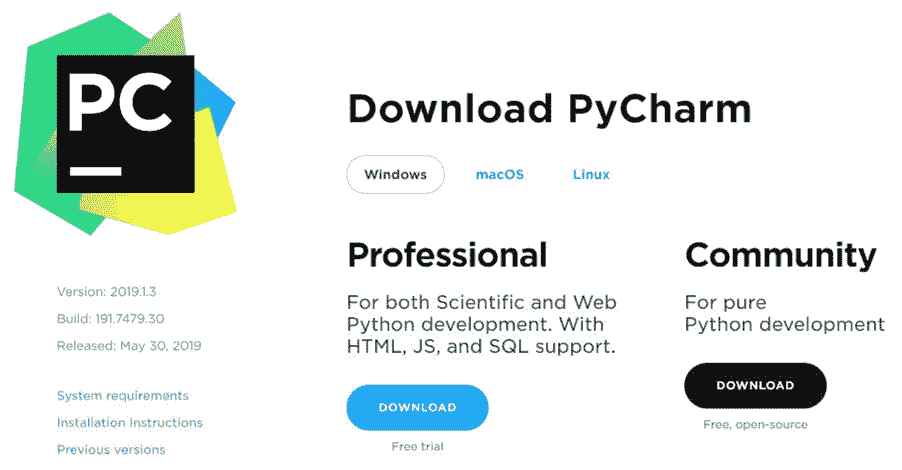 PC
Download PyCharm
Windows
macOS
Linux
Professional
For both Scientific and Web
Python development. With
HTML, JS, and SQL support.
DOWNLOAD
Free trial
Community
For pure
Python development
DOWNLOAD
Free, open-source
Version: 2019.1.3
Build: 191.7479.30
Released: May 30, 2019
System requirements
Installation Instructions
Previous versions